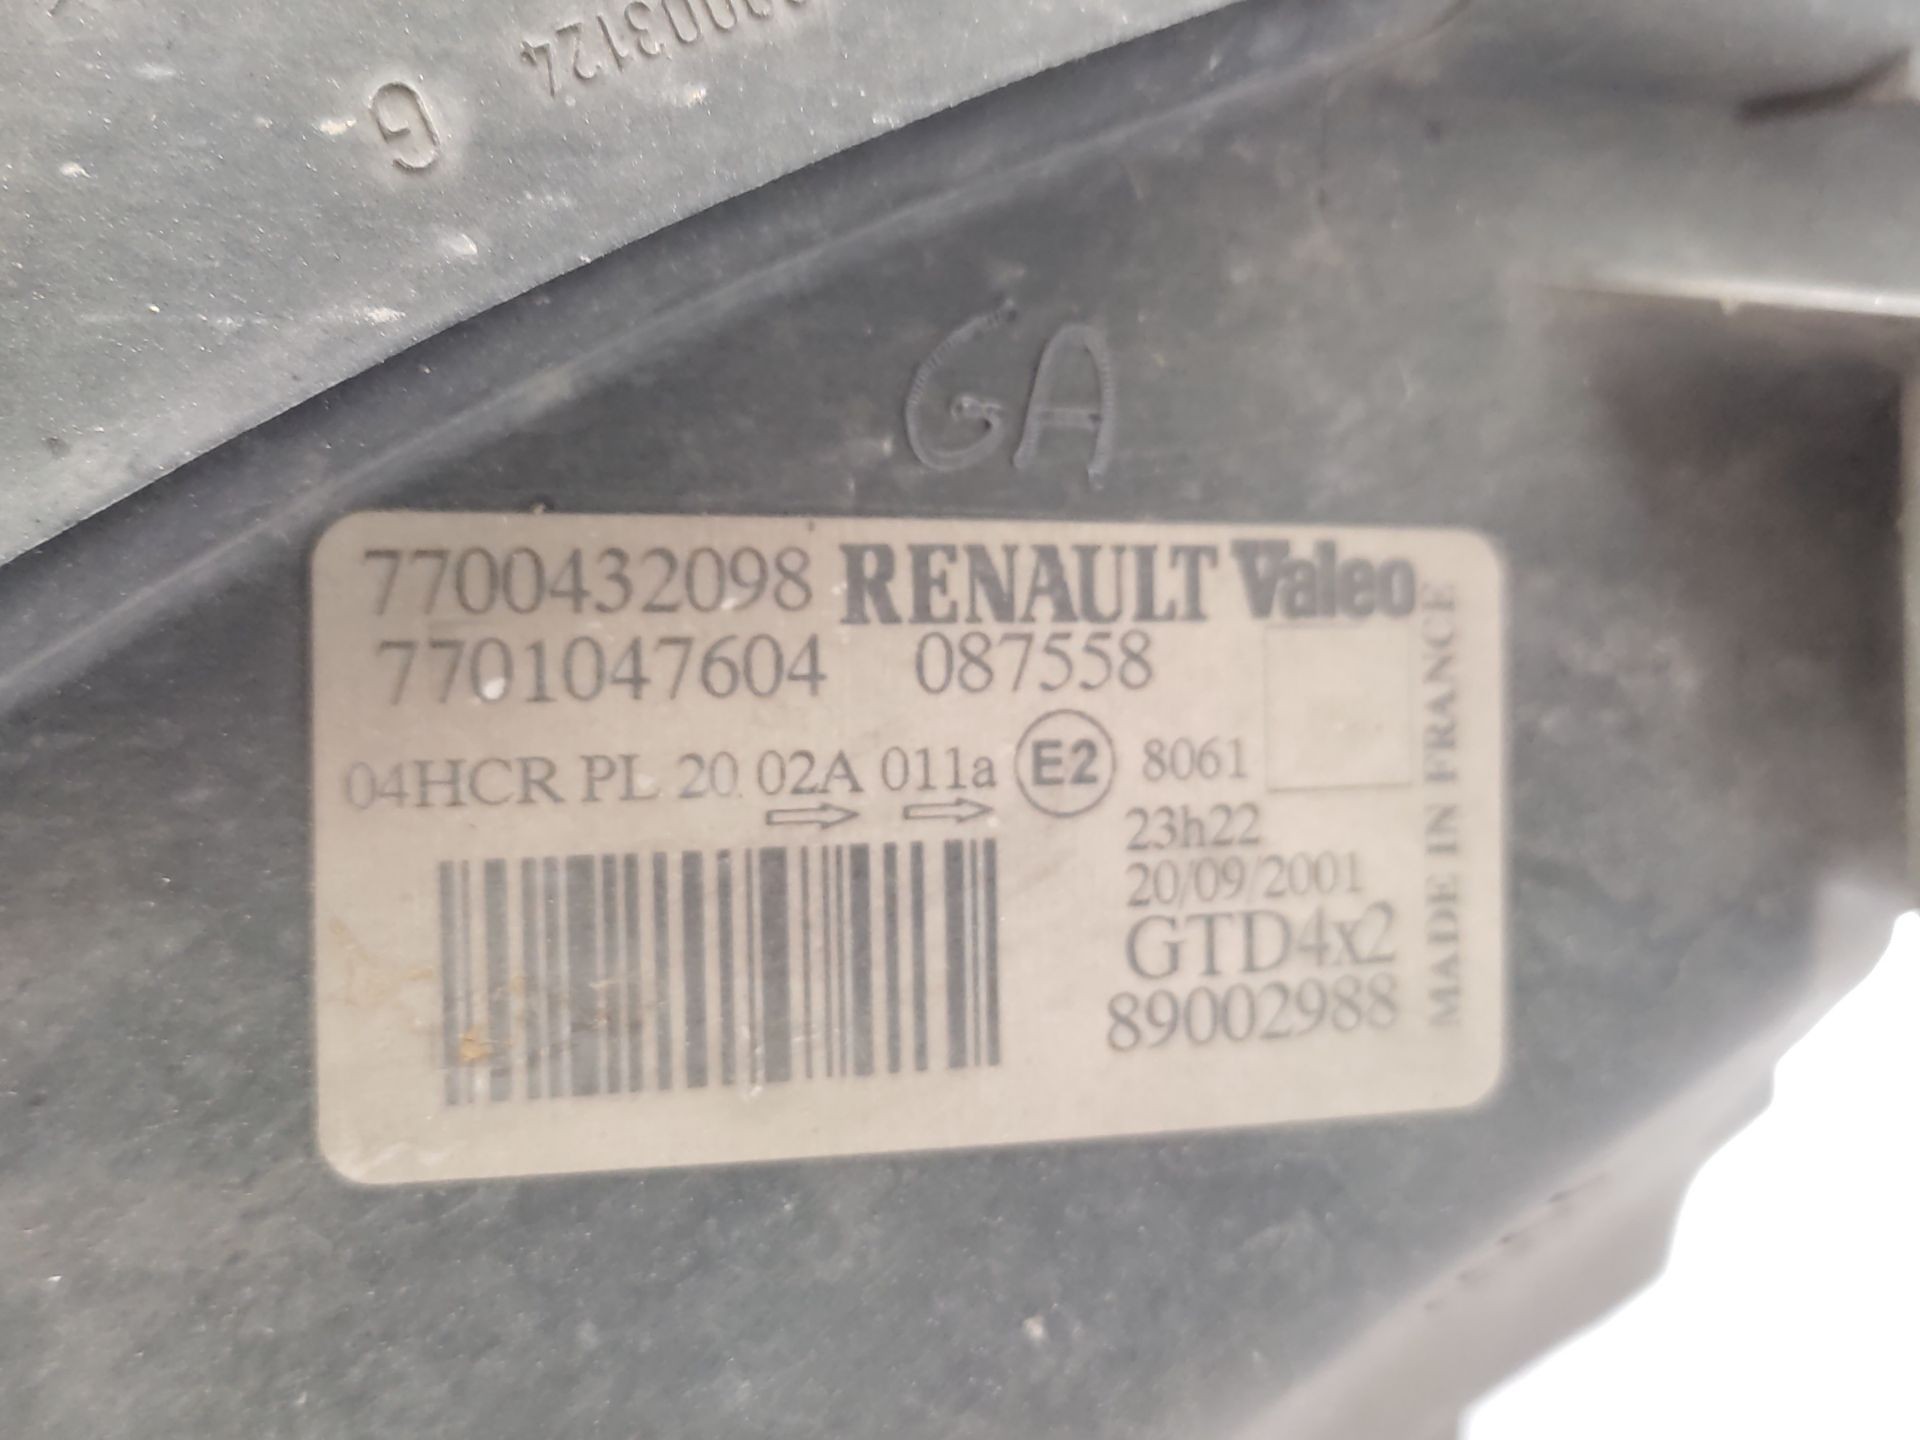 G
GA
7700432098 RENAULT Valeo
7701047604 087558
04HCR PL 20 02A 011a E2 8061
23h22
20/09/2001
GTD4x2
89002988
MADE IN FRANCE